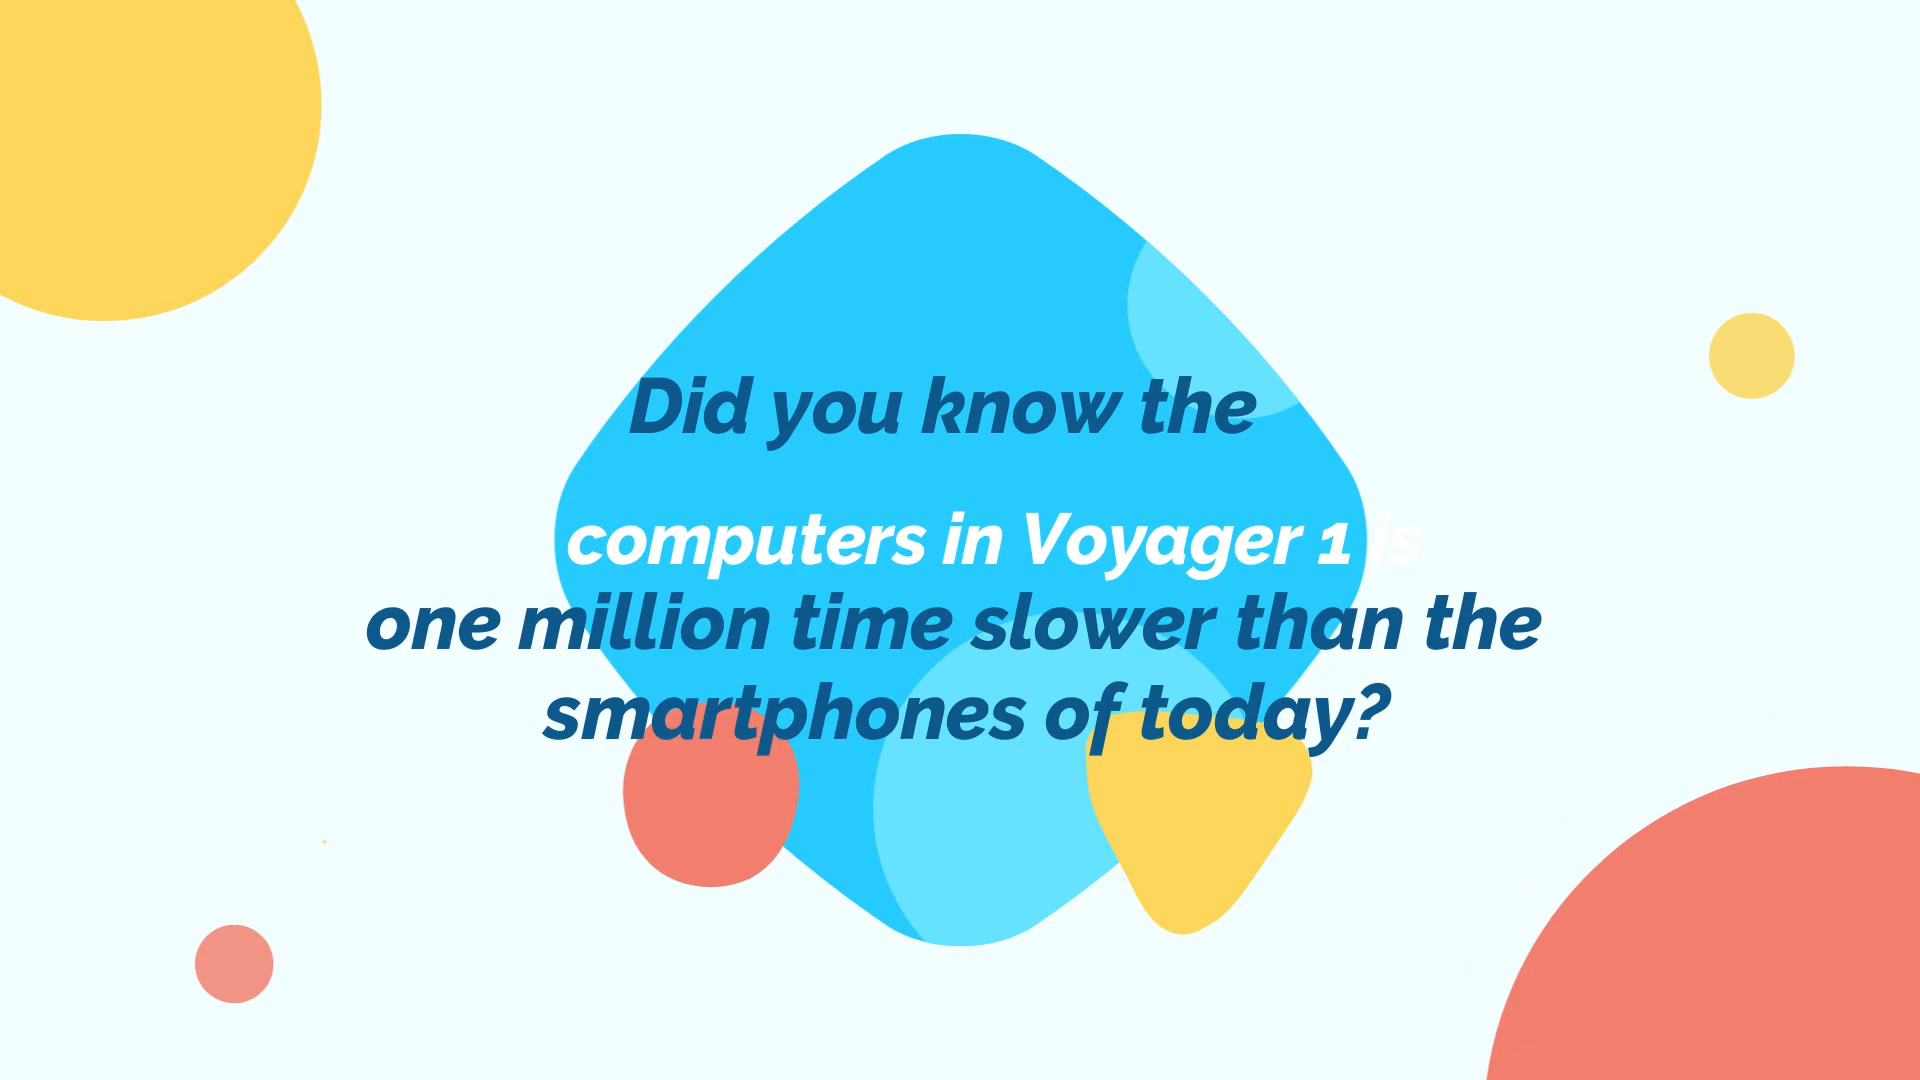 Did you know the
computers in Voyager 1 is
one million time slower than the
smartphones of today?